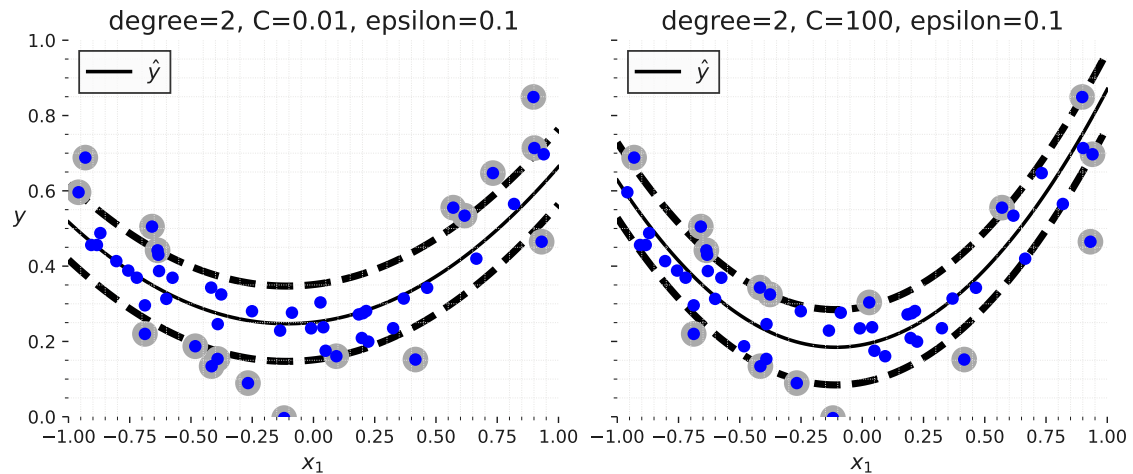 degree=2, C=0.01, epsilon=0.1
1.0
0.8
0.6
0.4
0.2
0.0
y
ŷ
−1.00 −0.75 −0.50 −0.25 0.00 0.25 0.50 0.75 1.00
x₁
degree=2, C=100, epsilon=0.1
ŷ
−1.00 −0.75 −0.50 −0.25 0.00 0.25 0.50 0.75 1.00
x₁